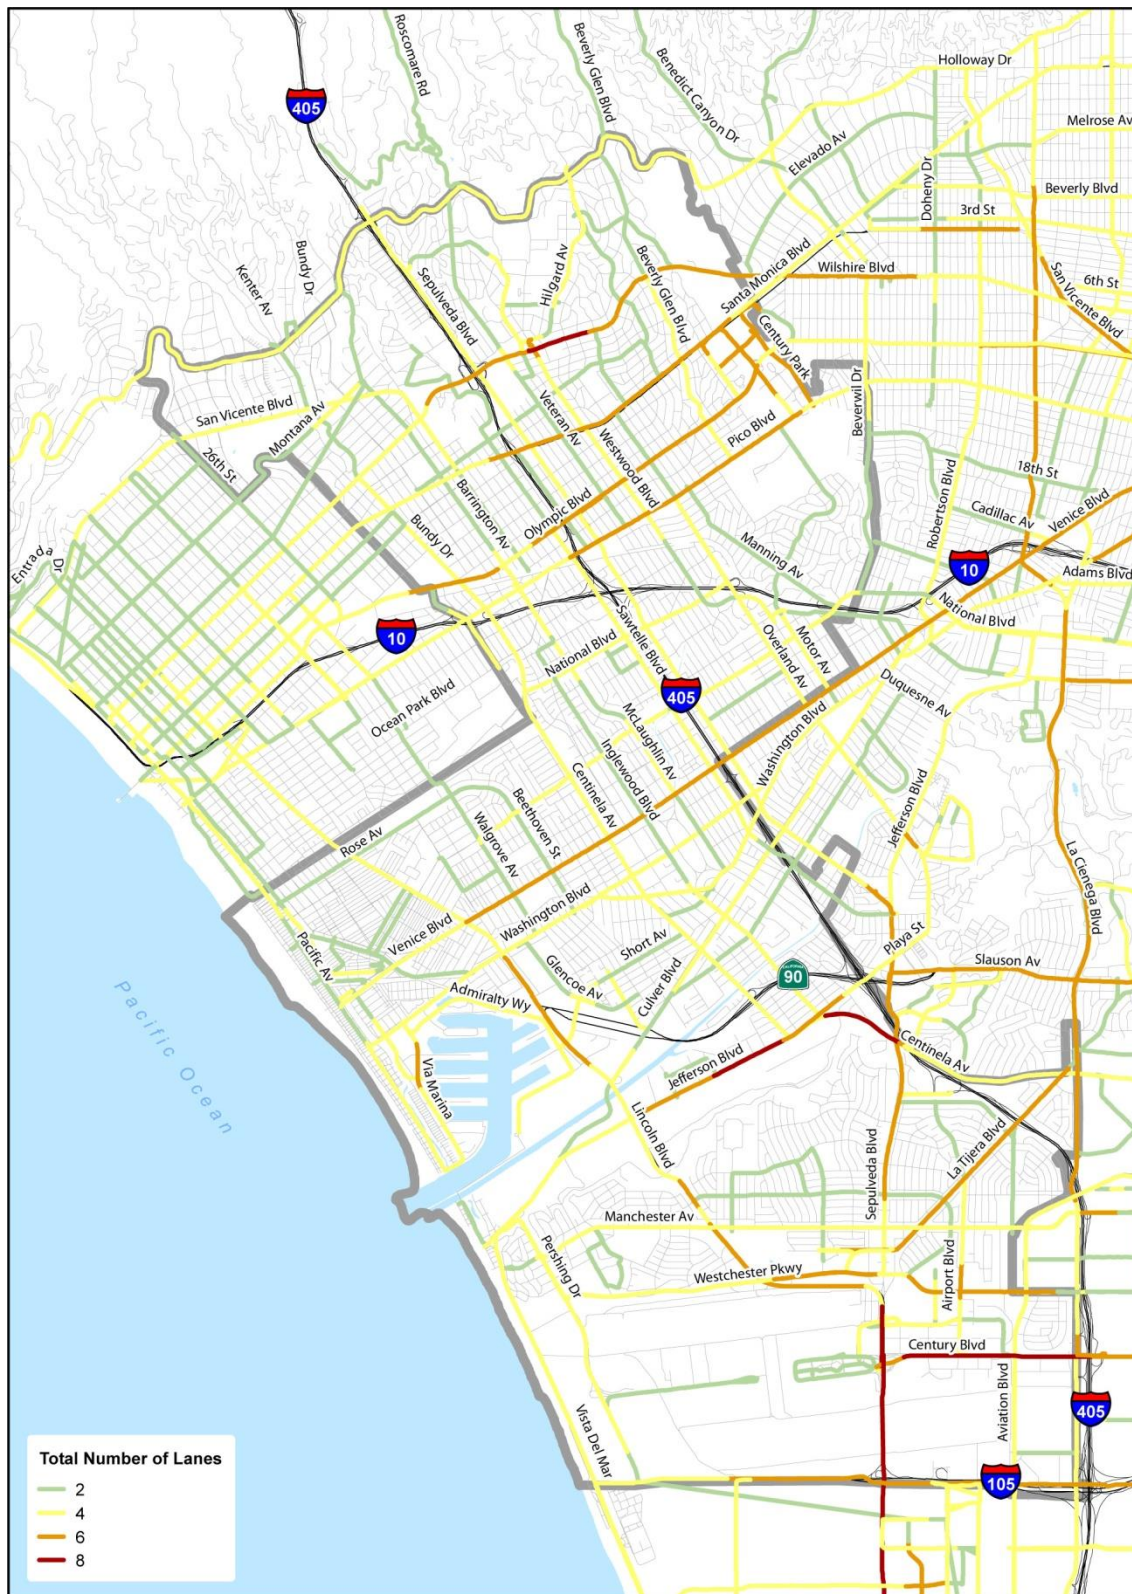 Roscomare Rd
Beverly Glen Blvd
Benedict Canyon Dr
Holloway Dr
405
Melrose Av
Elevado Av
Doheny Dr
Beverly Blvd
3rd St
Bundy Dr
Kenter Av
Sepulveda Blvd
Hilgard Av
Beverly Glen Blvd
Santa Monica Blvd
Wilshire Blvd
San Vicente Blvd
6th St
Century Park
Beverwil Dr
San Vicente Blvd
Montana Av
26th St
Veteran Av
Westwood Blvd
Pico Blvd
Barrington Av
Olympic Blvd
Bundy Dr
Robertson Blvd
18th St
Cadillac Av
Venice Blvd
Entrada Dr
Manning Av
10
Adams Blvd
10
National Blvd
Sawtelle Blvd
Overland Av
Motor Av
National Blvd
405
Duquesne Av
Ocean Park Blvd
McLaughlin Av
Inglewood Blvd
Centinela Av
Washington Blvd
Beethoven St
Walgrove Av
Rose Av
Jefferson Blvd
La Cienega Blvd
Washington Blvd
Venice Blvd
Pacific Av
Short Av
Playa St
Slauson Av
Glencoe Av
Culver Blvd
CALIFORNIA
90
Admiralty Wy
Pacific Ocean
Via Marina
Jefferson Blvd
Centinela Av
Lincoln Blvd
Sepulveda Blvd
La Tijera Blvd
Manchester Av
Pershing Dr
Westchester Pkwy
Airport Blvd
Century Blvd
Aviation Blvd
405
Vista Del Mar
105
Total Number of Lanes
2
4
6
8